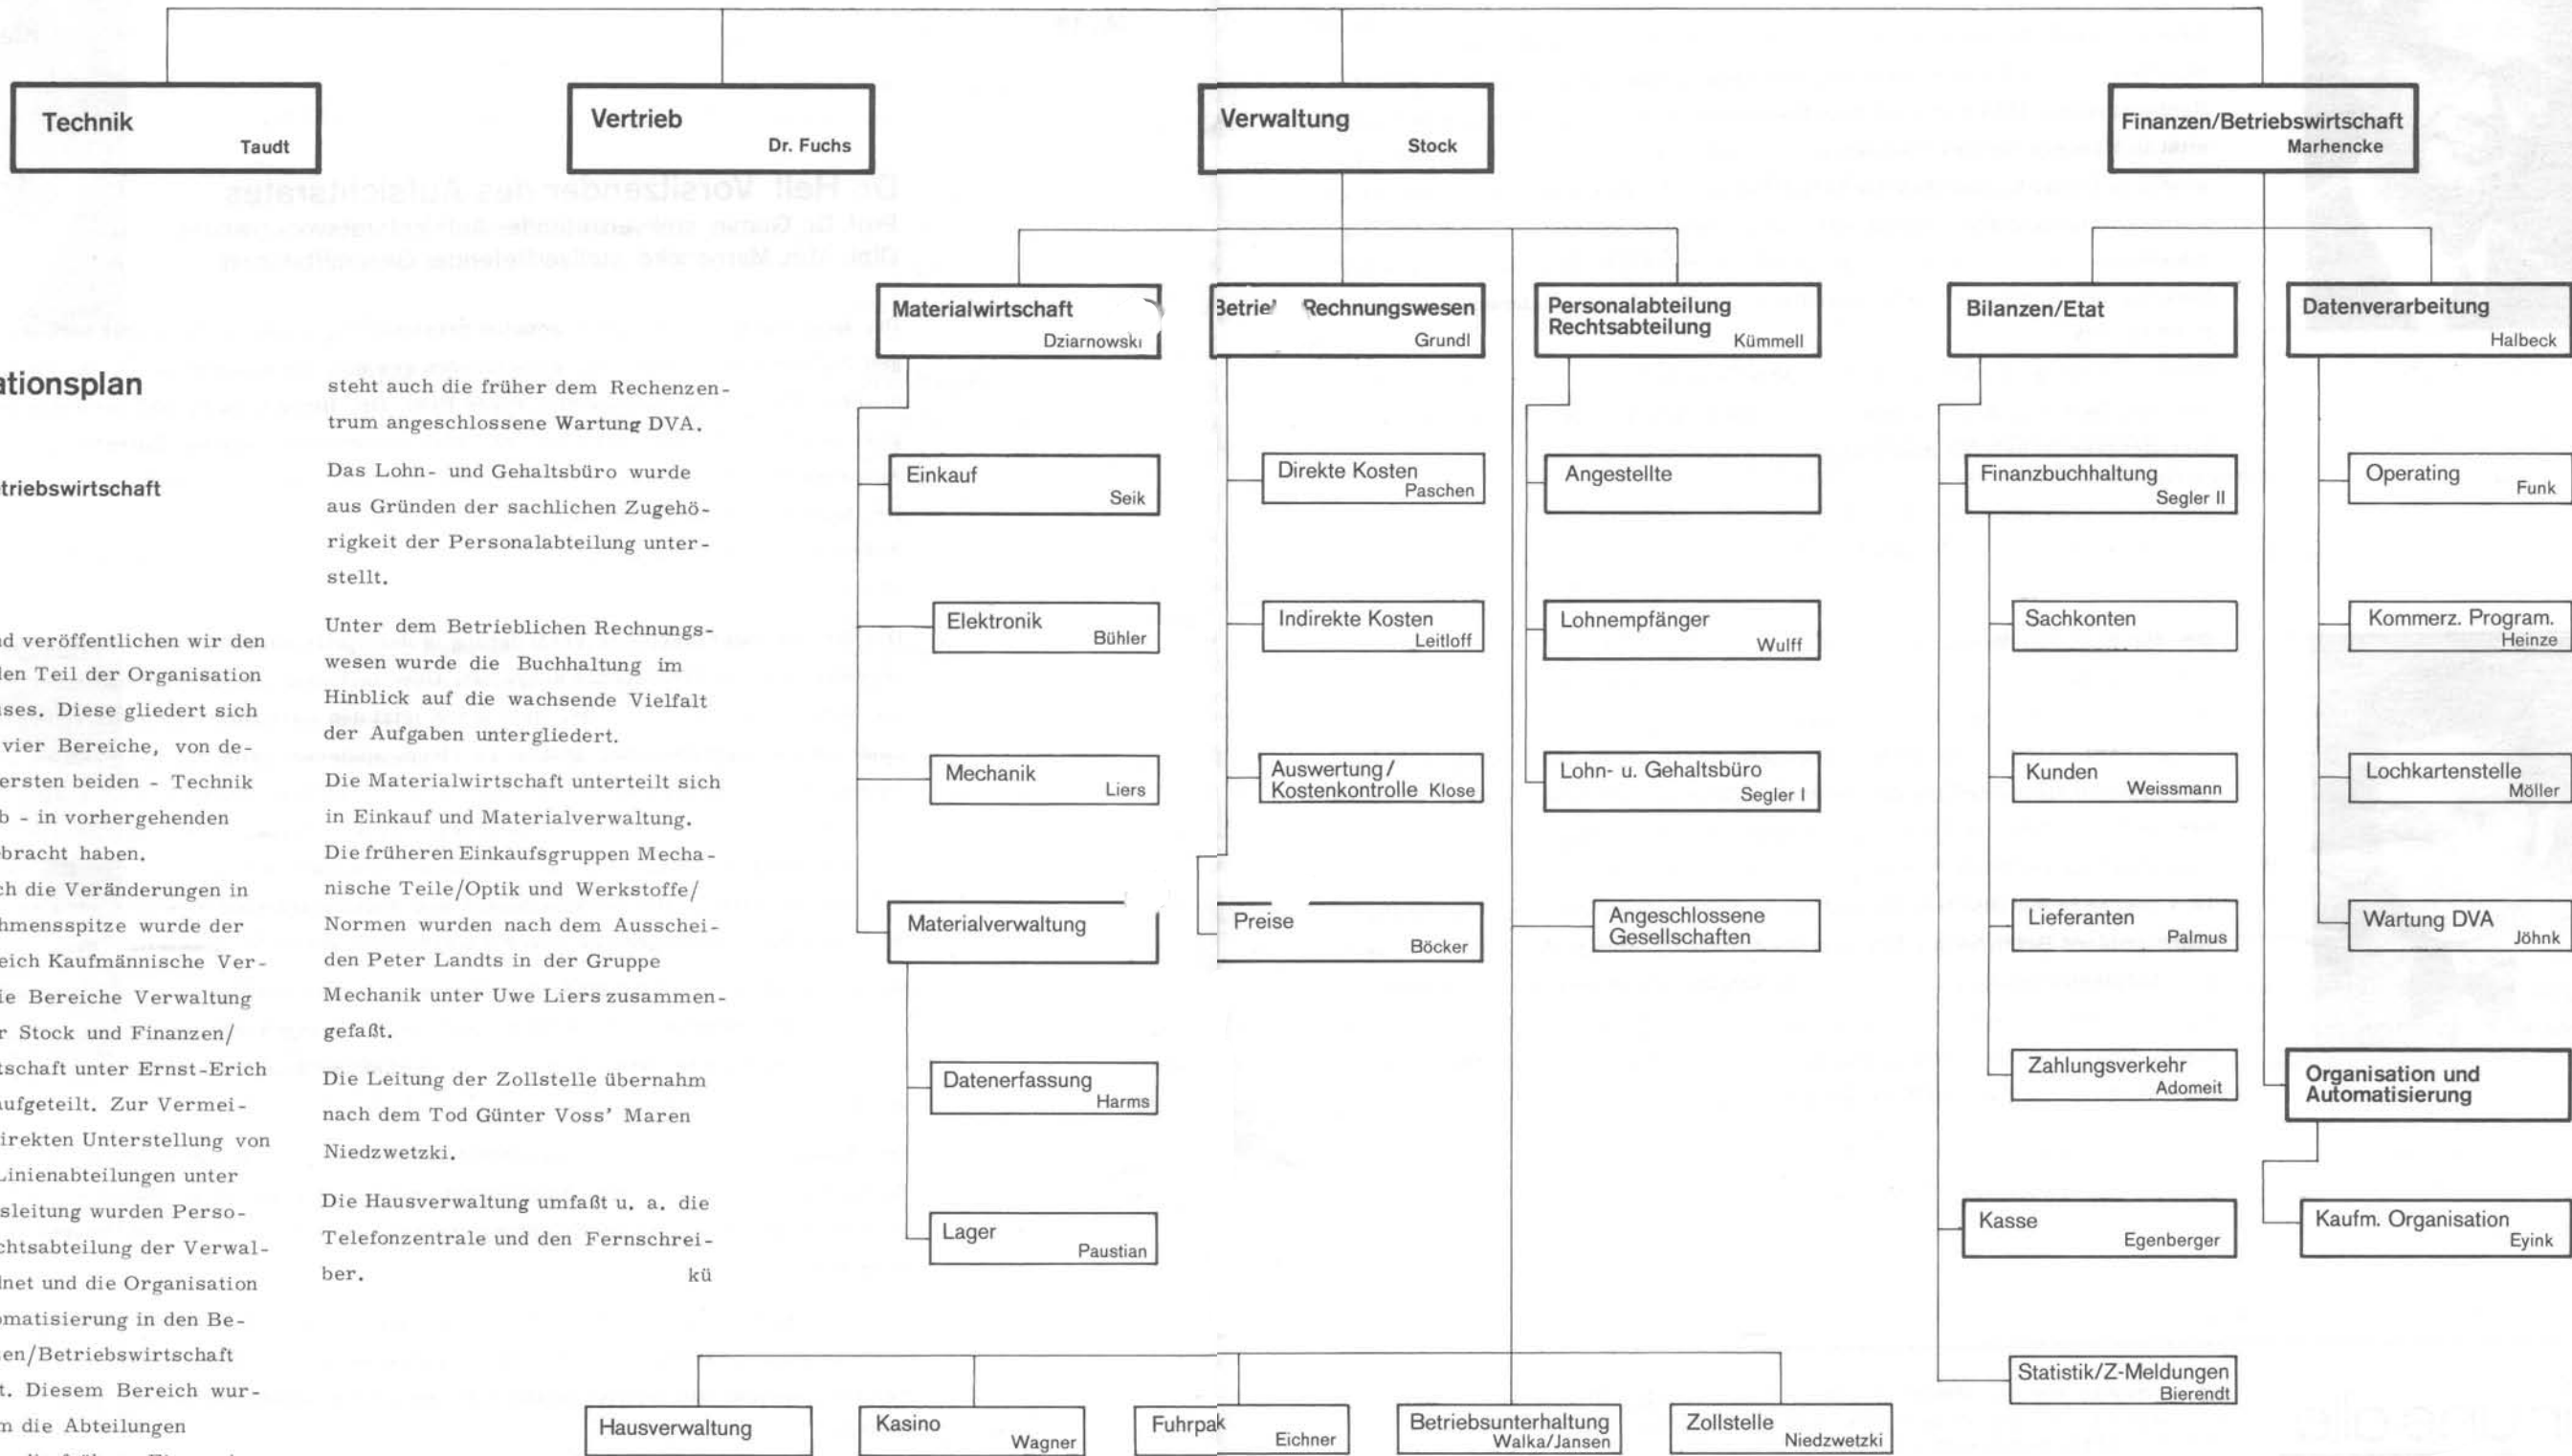 Technik
Taudt
Vertrieb
Dr. Fuchs
Verwaltung
Stock
Finanzen/Betriebswirtschaft
Marhencke
Materialwirtschaft
Dziarnowski
Betrie Rechnungswesen
Grundl
Personalabteilung
Rechtsabteilung
Kümmell
Bilanzen/Etat
Datenverarbeitung
Halbeck
ationsplan
triebswirtschaft
d veröffentlichen wir den
len Teil der Organisation
uses. Diese gliedert sich
vier Bereiche, von de-
ersten beiden - Technik
b - in vorhergehenden
bracht haben.
ch die Veränderungen in
hmensspitze wurde der
eich Kaufmännische Ver-
ie Bereiche Verwaltung
r Stock und Finanzen/
tschaft unter Ernst-Erich
aufgeteilt. Zur Vermei-
irekten Unterstellung von
Linienabteilungen unter
sleitung wurden Perso-
chtsabteilung der Verwal-
net und die Organisation
omatisierung in den Be-
en/Betriebswirtschaft
t. Diesem Bereich wur-
m die Abteilungen
steht auch die früher dem Rechenzen-
trum angeschlossene Wartung DVA.
Das Lohn- und Gehaltsbüro wurde
aus Gründen der sachlichen Zugehö-
rigkeit der Personalabteilung unter-
stellt.
Unter dem Betrieblichen Rechnungs-
wesen wurde die Buchhaltung im
Hinblick auf die wachsende Vielfalt
der Aufgaben untergliedert.
Die Materialwirtschaft unterteilt sich
in Einkauf und Materialverwaltung.
Die früheren Einkaufsgruppen Mecha-
nische Teile/Optik und Werkstoffe/
Normen wurden nach dem Ausschei-
den Peter Landts in der Gruppe
Mechanik unter Uwe Liers zusammen-
gefaßt.
Die Leitung der Zollstelle übernahm
nach dem Tod Günter Voss' Maren
Niedzwetzki.
Die Hausverwaltung umfaßt u. a. die
Telefonzentrale und den Fernschrei-
ber. kü
Einkauf
Seik
Elektronik
Bühler
Mechanik
Liers
Materialverwaltung
Datenerfassung
Harms
Lager
Paustian
Direkte Kosten
Paschen
Indirekte Kosten
Leitloff
Auswertung/
Kostenkontrolle Klose
Preise
Böcker
Angestellte
Lohnempfänger
Wulff
Lohn- u. Gehaltsbüro
Segler I
Angeschlossene
Gesellschaften
Finanzbuchhaltung
Segler II
Sachkonten
Kunden
Weissmann
Lieferanten
Palmus
Zahlungsverkehr
Adomeit
Kasse
Egenberger
Statistik/Z-Meldungen
Bierendt
Operating
Funk
Kommerz. Program.
Heinze
Lochkartenstelle
Möller
Wartung DVA
Jöhnk
Organisation und
Automatisierung
Kaufm. Organisation
Eyink
Hausverwaltung
Kasino
Wagner
Fuhrpak
Eichner
Betriebsunterhaltung
Walka/Jansen
Zollstelle
Niedzwetzki